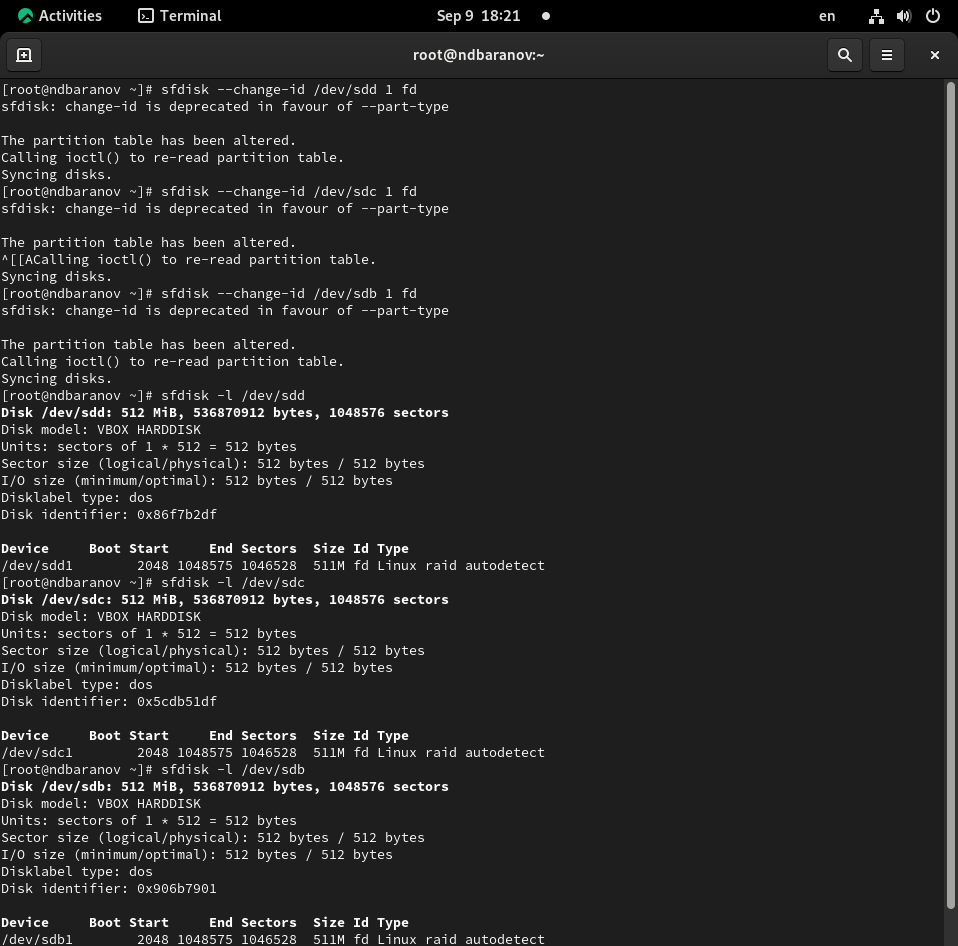 Activities Terminal Sep 9 18:21 en
root@ndbaranov:~
[root@ndbaranov ~]# sfdisk --change-id /dev/sdd 1 fd
sfdisk: change-id is deprecated in favour of --part-type

The partition table has been altered.
Calling ioctl() to re-read partition table.
Syncing disks.
[root@ndbaranov ~]# sfdisk --change-id /dev/sdc 1 fd
sfdisk: change-id is deprecated in favour of --part-type

The partition table has been altered.
^[[ACalling ioctl() to re-read partition table.
Syncing disks.
[root@ndbaranov ~]# sfdisk --change-id /dev/sdb 1 fd
sfdisk: change-id is deprecated in favour of --part-type

The partition table has been altered.
Calling ioctl() to re-read partition table.
Syncing disks.
[root@ndbaranov ~]# sfdisk -l /dev/sdd
Disk /dev/sdd: 512 MiB, 536870912 bytes, 1048576 sectors
Disk model: VBOX HARDDISK
Units: sectors of 1 * 512 = 512 bytes
Sector size (logical/physical): 512 bytes / 512 bytes
I/O size (minimum/optimal): 512 bytes / 512 bytes
Disklabel type: dos
Disk identifier: 0x86f7b2df

Device     Boot Start     End Sectors  Size Id Type
/dev/sdd1        2048 1048575 1046528  511M fd Linux raid autodetect
[root@ndbaranov ~]# sfdisk -l /dev/sdc
Disk /dev/sdc: 512 MiB, 536870912 bytes, 1048576 sectors
Disk model: VBOX HARDDISK
Units: sectors of 1 * 512 = 512 bytes
Sector size (logical/physical): 512 bytes / 512 bytes
I/O size (minimum/optimal): 512 bytes / 512 bytes
Disklabel type: dos
Disk identifier: 0x5cdb51df

Device     Boot Start     End Sectors  Size Id Type
/dev/sdc1        2048 1048575 1046528  511M fd Linux raid autodetect
[root@ndbaranov ~]# sfdisk -l /dev/sdb
Disk /dev/sdb: 512 MiB, 536870912 bytes, 1048576 sectors
Disk model: VBOX HARDDISK
Units: sectors of 1 * 512 = 512 bytes
Sector size (logical/physical): 512 bytes / 512 bytes
I/O size (minimum/optimal): 512 bytes / 512 bytes
Disklabel type: dos
Disk identifier: 0x906b7901

Device     Boot Start     End Sectors  Size Id Type
/dev/sdb1        2048 1048575 1046528  511M fd Linux raid autodetect